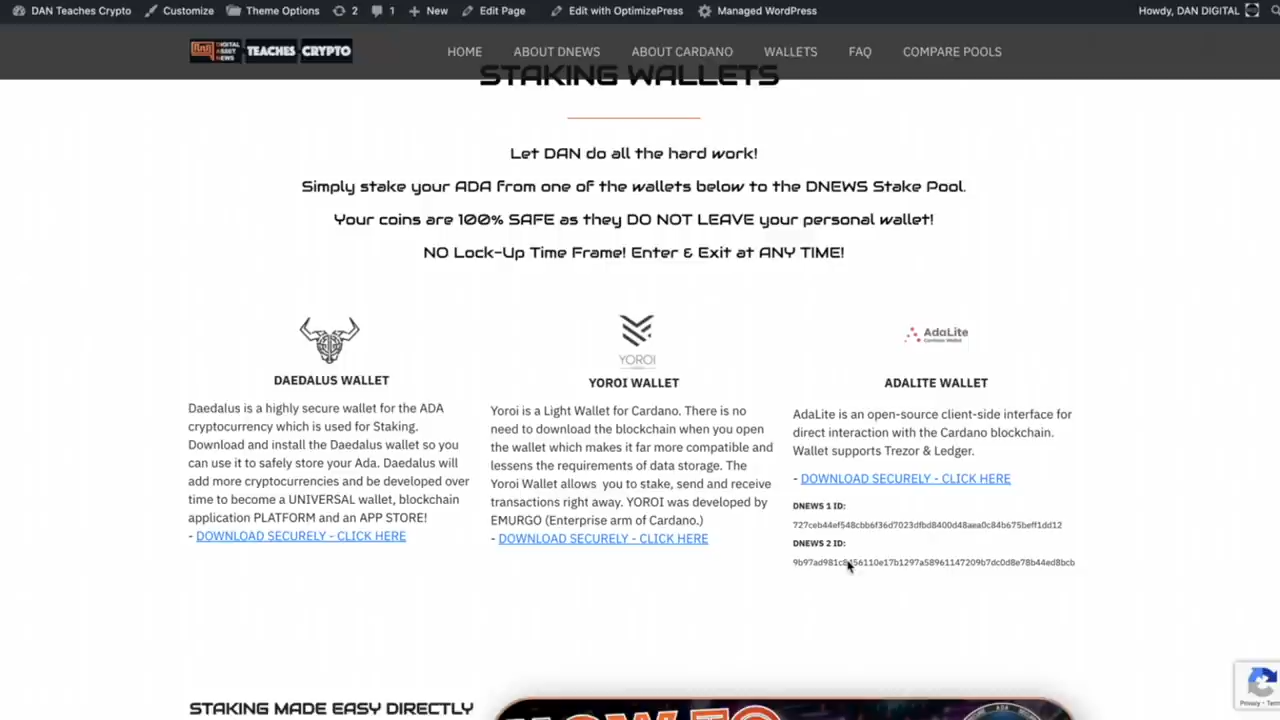 DAN Teaches Crypto Customize Theme Options 2 1 New Edit Page Edit with OptimizePress Managed WordPress Howdy, DAN DIGITAL
DIGITAL ASSET NEWS TEACHES CRYPTO
HOME ABOUT DNEWS ABOUT CARDANO WALLETS FAQ COMPARE POOLS
STAKING WALLETS
Let DAN do all the hard work!
Simply stake your ADA from one of the wallets below to the DNEWS Stake Pool.
Your coins are 100% SAFE as they DO NOT LEAVE your personal wallet!
NO Lock-Up Time Frame! Enter & Exit at ANY TIME!
DAEDALUS WALLET
Daedalus is a highly secure wallet for the ADA
cryptocurrency which is used for Staking.
Download and install the Daedalus wallet so you
can use it to safely store your Ada. Daedalus will
add more cryptocurrencies and be developed over
time to become a UNIVERSAL wallet, blockchain
application PLATFORM and an APP STORE!
- DOWNLOAD SECURELY - CLICK HERE
YOROI
YOROI WALLET
Yoroi is a Light Wallet for Cardano. There is no
need to download the blockchain when you open
the wallet which makes it far more compatible and
lessens the requirements of data storage. The
Yoroi Wallet allows you to stake, send and receive
transactions right away. YOROI was developed by
EMURGO (Enterprise arm of Cardano.)
- DOWNLOAD SECURELY - CLICK HERE
AdaLite
Cardano Wallet
ADALITE WALLET
AdaLite is an open-source client-side interface for
direct interaction with the Cardano blockchain.
Wallet supports Trezor & Ledger.
- DOWNLOAD SECURELY - CLICK HERE
DNEWS 1 ID:
727ceb44ef548cbb6f36d7023dfbd8400d48aea0c84b675beff1dd12
DNEWS 2 ID:
STAKING MADE EASY DIRECTLY
HOW TO
ADA
Privacy